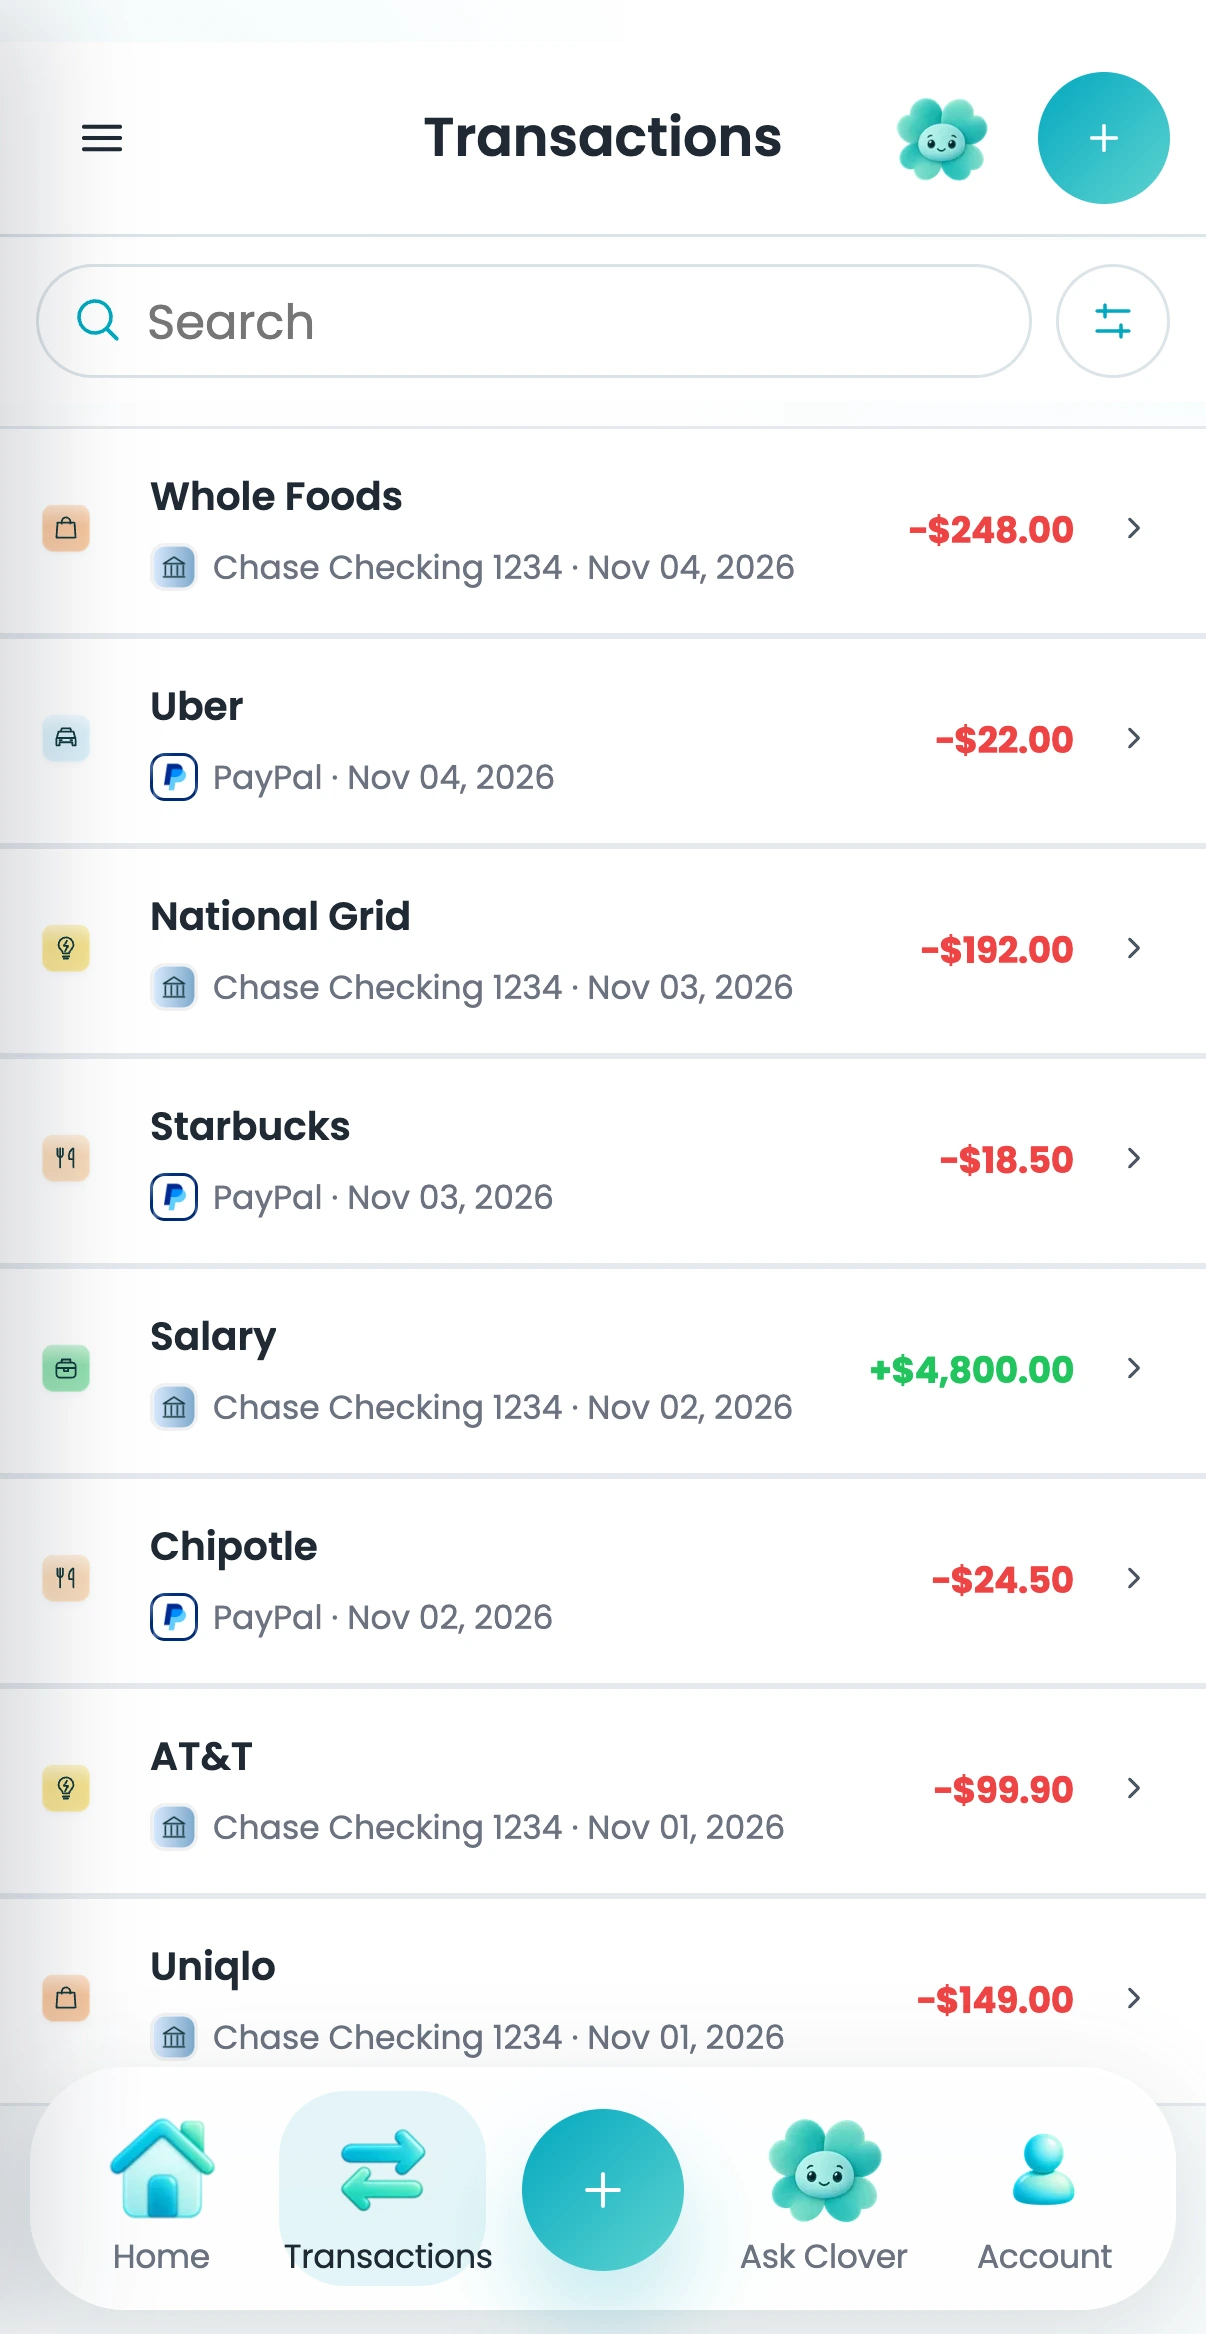 Transactions
Search
Whole Foods
Chase Checking 1234 · Nov 04, 2026
-$248.00
Uber
PayPal · Nov 04, 2026
-$22.00
National Grid
Chase Checking 1234 · Nov 03, 2026
-$192.00
Starbucks
PayPal · Nov 03, 2026
-$18.50
Salary
Chase Checking 1234 · Nov 02, 2026
+$4,800.00
Chipotle
PayPal · Nov 02, 2026
-$24.50
AT&T
Chase Checking 1234 · Nov 01, 2026
-$99.90
Uniqlo
Chase Checking 1234 · Nov 01, 2026
-$149.00
Home
Transactions
Ask Clover
Account